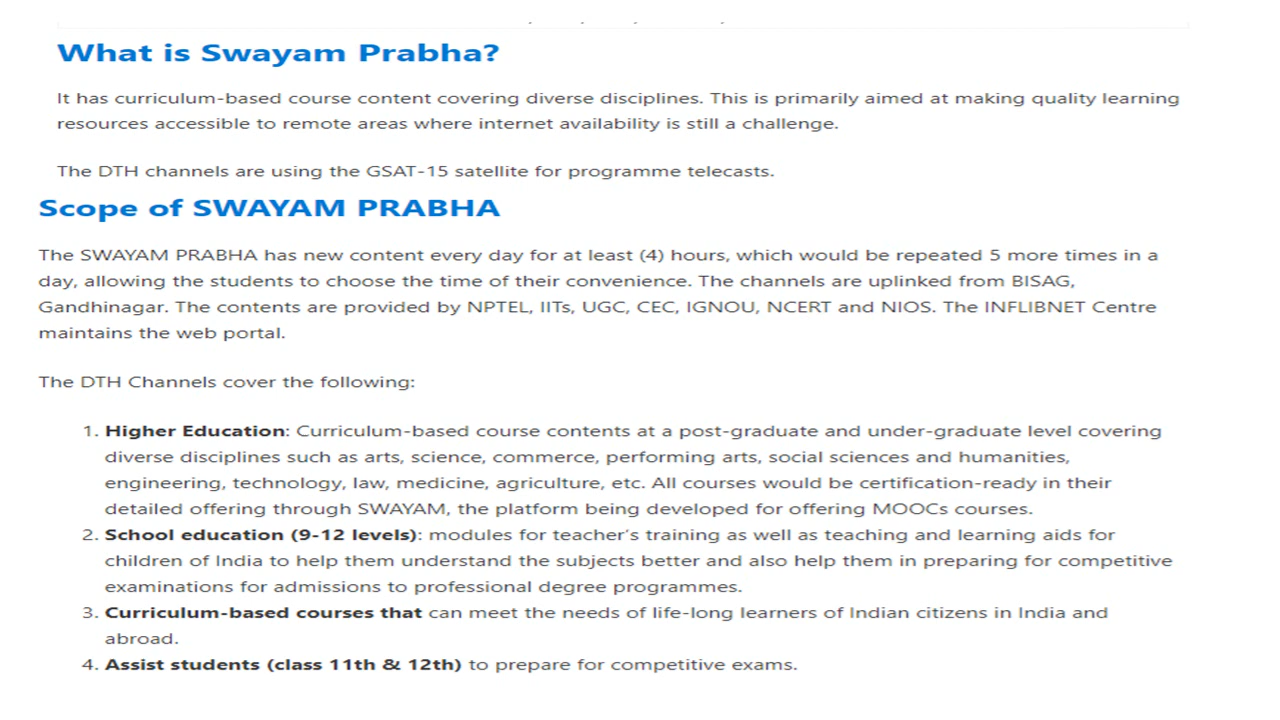 What is Swayam Prabha?
It has curriculum-based course content covering diverse disciplines. This is primarily aimed at making quality learning
resources accessible to remote areas where internet availability is still a challenge.
The DTH channels are using the GSAT-15 satellite for programme telecasts.
Scope of SWAYAM PRABHA
The SWAYAM PRABHA has new content every day for at least (4) hours, which would be repeated 5 more times in a
day, allowing the students to choose the time of their convenience. The channels are uplinked from BISAG,
Gandhinagar. The contents are provided by NPTEL, IITs, UGC, CEC, IGNOU, NCERT and NIOS. The INFLIBNET Centre
maintains the web portal.
The DTH Channels cover the following:
1. Higher Education: Curriculum-based course contents at a post-graduate and under-graduate level covering
diverse disciplines such as arts, science, commerce, performing arts, social sciences and humanities,
engineering, technology, law, medicine, agriculture, etc. All courses would be certification-ready in their
detailed offering through SWAYAM, the platform being developed for offering MOOCs courses.
2. School education (9-12 levels): modules for teacher's training as well as teaching and learning aids for
children of India to help them understand the subjects better and also help them in preparing for competitive
examinations for admissions to professional degree programmes.
3. Curriculum-based courses that can meet the needs of life-long learners of Indian citizens in India and
abroad.
4. Assist students (class 11th & 12th) to prepare for competitive exams.